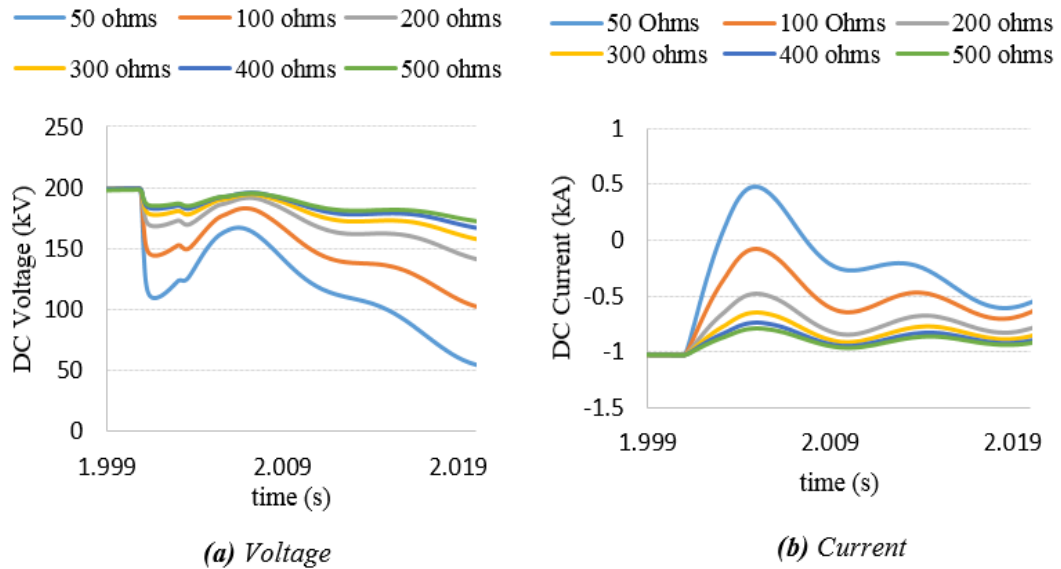 50 ohms 100 ohms 200 ohms
300 ohms 400 ohms 500 ohms
DC Voltage (kV)
250
200
150
100
50
0
1.999 2.009 2.019
time (s)
(a) Voltage
50 Ohms 100 Ohms 200 ohms
300 ohms 400 ohms 500 ohms
DC Current (kA)
1
0.5
0
-0.5
-1
-1.5
1.999 2.009 2.019
time (s)
(b) Current